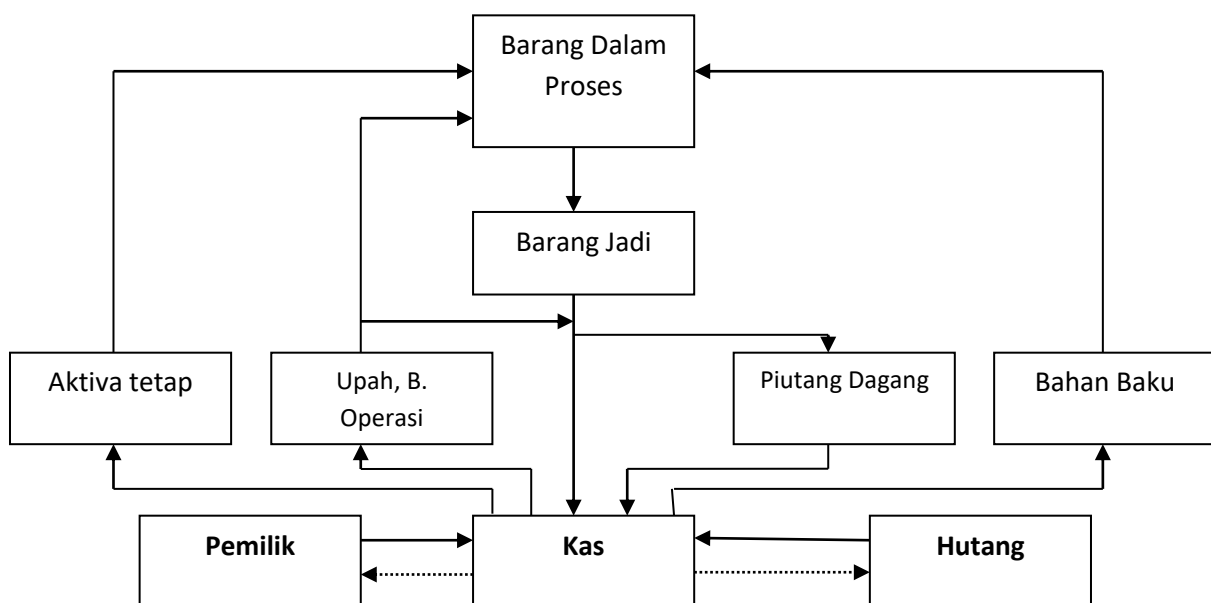 Barang Dalam
Proses
Barang Jadi
Aktiva tetap
Upah, B.
Operasi
Piutang Dagang
Bahan Baku
Pemilik
Kas
Hutang